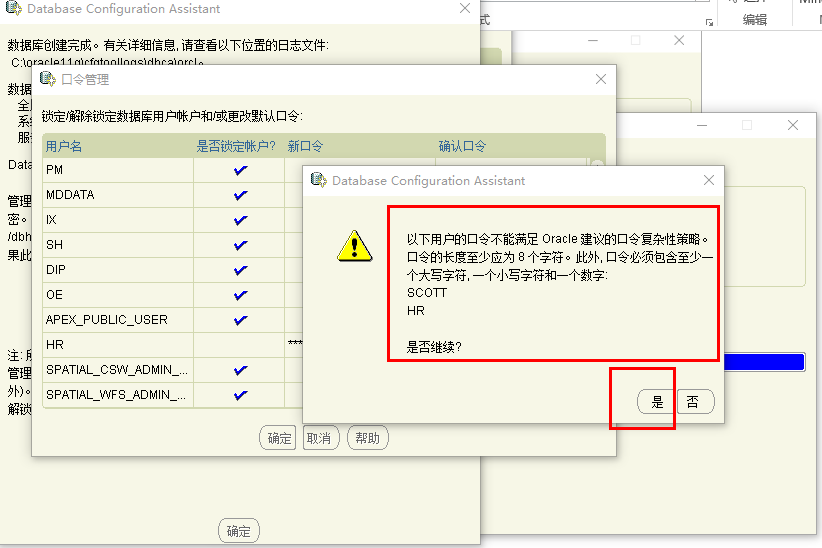 Database Configuration Assistant
式
编辑
数据库创建完成。有关详细信息,请查看以下位置的日志文件:
C:\oracle11g\cfgtoollogs\dbca\orcl。
口令管理
数据
全
系
服
Data
管理
密。
/dbh
果此
注:
管理
外)。
解锁
锁定/解除锁定数据库用户帐户和/或更改默认口令:
用户名 是否锁定帐户? 新口令 确认口令
PM
MDDATA
IX
SH
DIP
OE
APEX_PUBLIC_USER
HR ***
SPATIAL_CSW_ADMIN_...
SPATIAL_WFS_ADMIN_...
确定 取消 帮助
确定
Database Configuration Assistant
以下用户的口令不能满足 Oracle 建议的口令复杂性策略。
口令的长度至少应为 8 个字符。此外, 口令必须包含至少一
个大写字符, 一个小写字符和一个数字:
SCOTT
HR
是否继续?
是 否